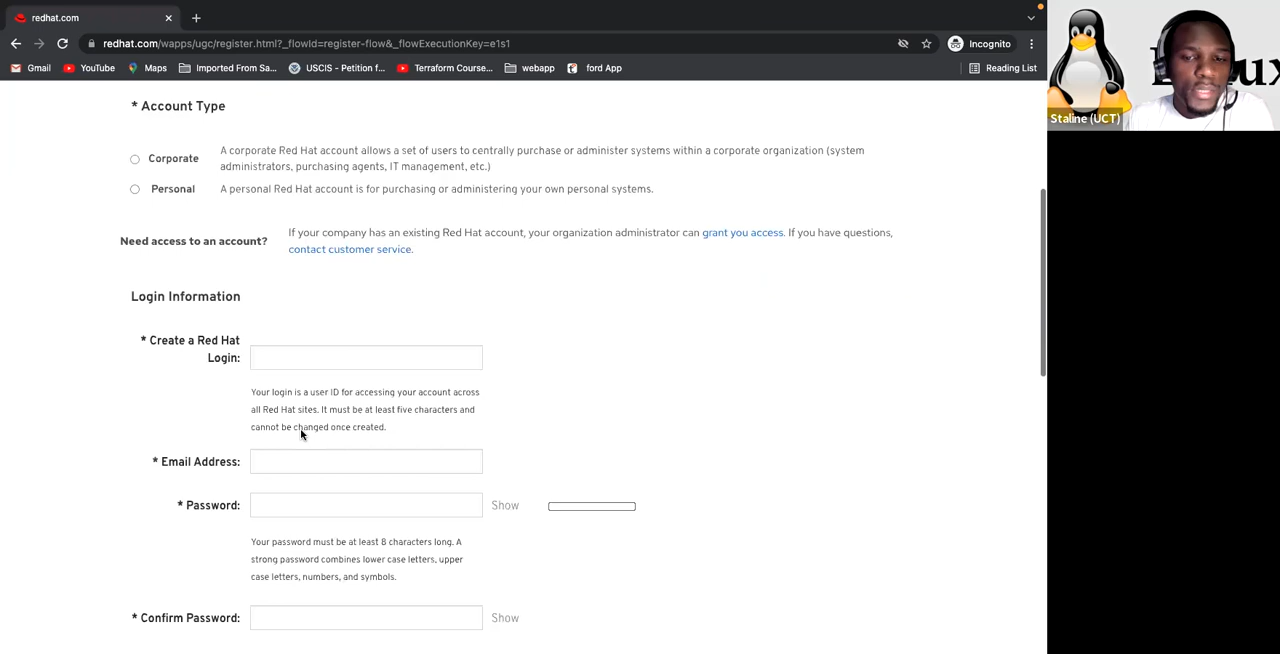 redhat.com
redhat.com/wapps/ugc/register.html?_flowId=register-flow&_flowExecutionKey=e1s1
Incognito
Gmail
YouTube
Maps
Imported From Sa...
USCIS - Petition f...
Terraform Course...
webapp
ford App
Reading List
* Account Type
Corporate
A corporate Red Hat account allows a set of users to centrally purchase or administer systems within a corporate organization (system
administrators, purchasing agents, IT management, etc.)
Personal
A personal Red Hat account is for purchasing or administering your own personal systems.
Need access to an account?
If your company has an existing Red Hat account, your organization administrator can grant you access. If you have questions,
contact customer service.
Login Information
* Create a Red Hat
Login:
Your login is a user ID for accessing your account across
all Red Hat sites. It must be at least five characters and
cannot be changed once created.
* Email Address:
* Password:
Show
Your password must be at least 8 characters long. A
strong password combines lower case letters, upper
case letters, numbers, and symbols.
* Confirm Password:
Show
Staline (UCT)